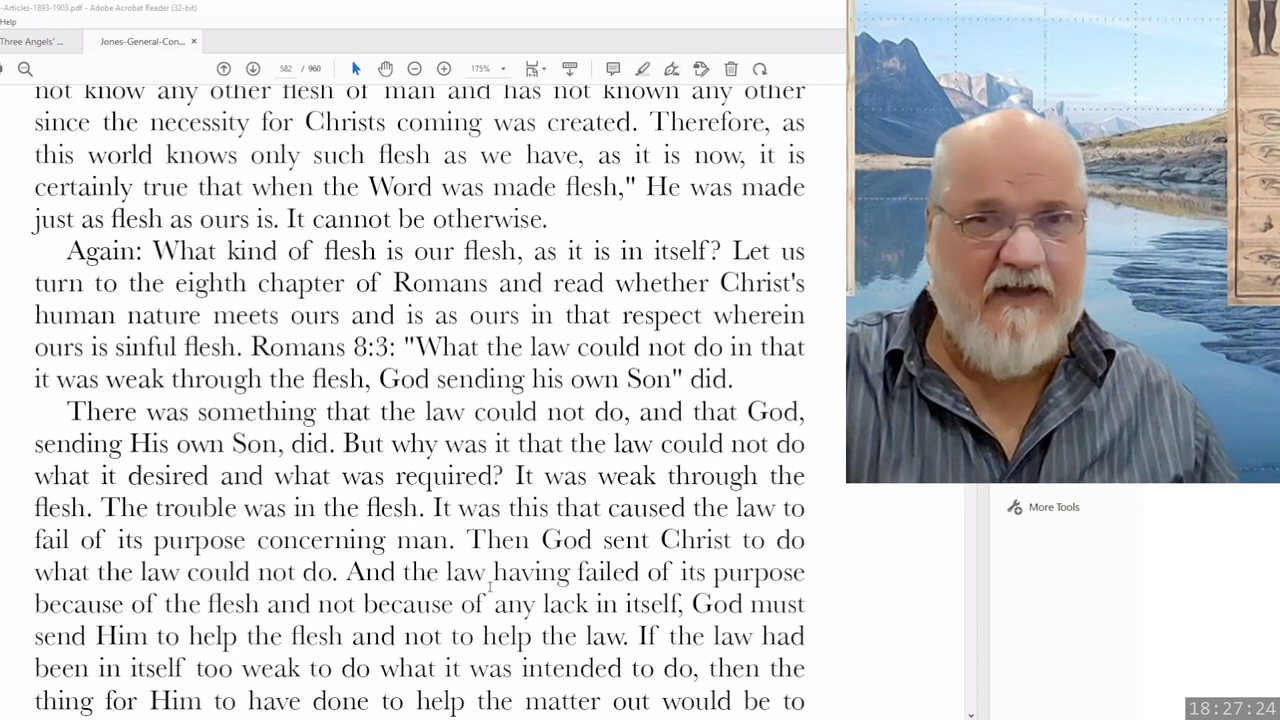 -Articles-1893-1903.pdf - Adobe Acrobat Reader (32-bit)
Help
Three Angels' ...
Jones-General-Con... ×
582 / 960
175%
not know any other flesh of man and has not known any other
since the necessity for Christs coming was created. Therefore, as
this world knows only such flesh as we have, as it is now, it is
certainly true that when the Word was made flesh," He was made
just as flesh as ours is. It cannot be otherwise.
Again: What kind of flesh is our flesh, as it is in itself? Let us
turn to the eighth chapter of Romans and read whether Christ's
human nature meets ours and is as ours in that respect wherein
ours is sinful flesh. Romans 8:3: "What the law could not do in that
it was weak through the flesh, God sending his own Son" did.
There was something that the law could not do, and that God,
sending His own Son, did. But why was it that the law could not do
what it desired and what was required? It was weak through the
flesh. The trouble was in the flesh. It was this that caused the law to
fail of its purpose concerning man. Then God sent Christ to do
what the law could not do. And the law having failed of its purpose
because of the flesh and not because of any lack in itself, God must
send Him to help the flesh and not to help the law. If the law had
been in itself too weak to do what it was intended to do, then the
thing for Him to have done to help the matter out would be to
More Tools
18:27:24